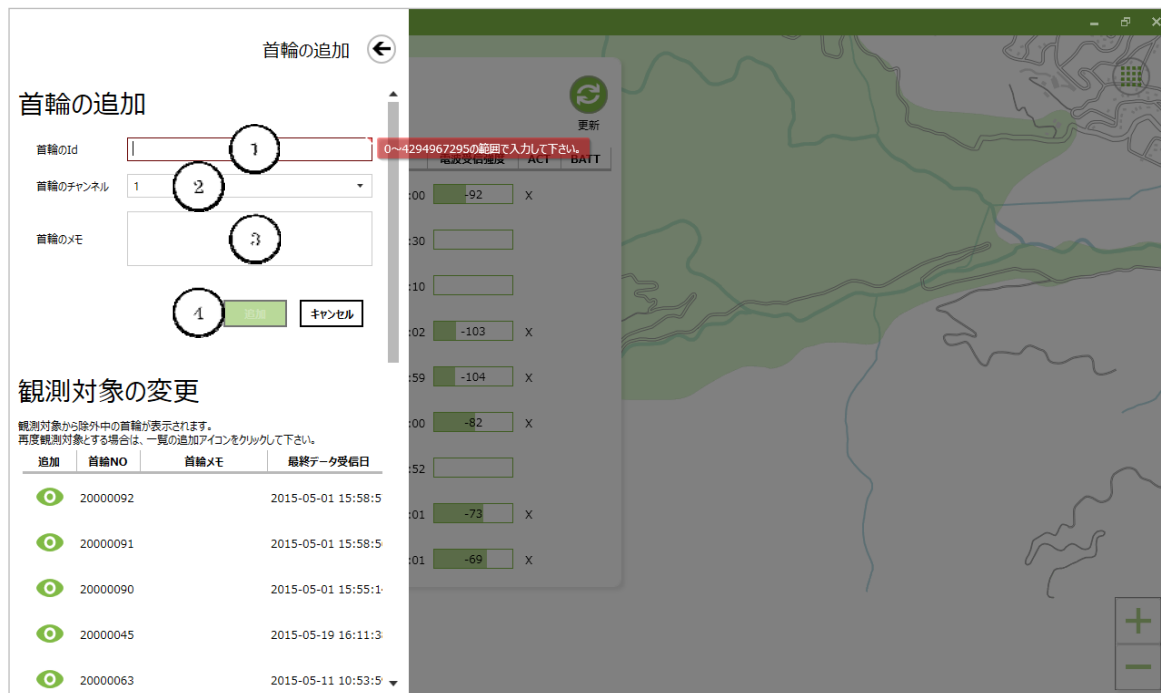 首輪の追加
首輪の追加
更新
首輪のId
1
0～4294967295の範囲で入力して下さい。
電波受信強度 ACT BATT
首輪のチャンネル 1
2
:00 -92 X
首輪のメモ
3
:30
:10
4
追加 キャンセル
:02 -103 X
:59 -104 X
:00 -82 X
:52
:01 -73 X
:01 -69 X
観測対象の変更
観測対象から除外中の首輪が表示されます。
再度観測対象とする場合は、一覧の追加アイコンをクリックして下さい。
追加 首輪NO 首輪メモ 最終データ受信日
20000092 2015-05-01 15:58:5
20000091 2015-05-01 15:58:5
20000090 2015-05-01 15:55:1
20000045 2015-05-19 16:11:3
20000063 2015-05-11 10:53:5